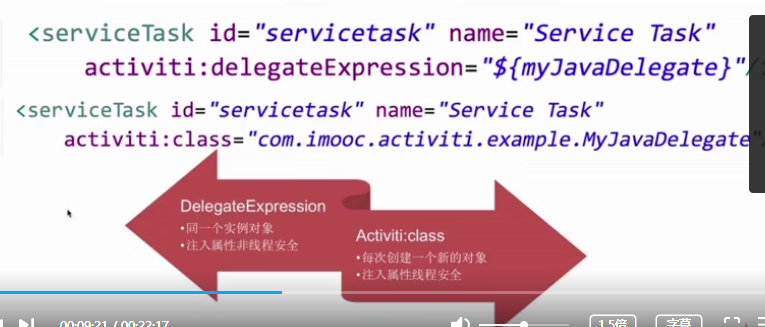 <serviceTask id="servicetask" name="Service Task"
activiti:delegateExpression="${myJavaDelegate}"/
<serviceTask id="servicetask" name="Service Task"
activiti:class="com.imooc.activiti.example.MyJavaDelegate"
DelegateExpression
•同一个实例对象
•注入属性非线程安全
Activiti:class
•每次创建一个新的对象
•注入属性线程安全
00:09:21 / 00:22:17
1.5倍
字幕